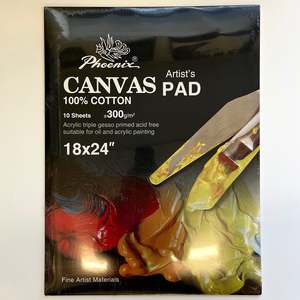 Phoenix
CANVAS Artist's PAD
100% COTTON
10 Sheets ±300g/m²
Acrylic triple gesso primed acid free
suitable for oil and acrylic painting
18x24"
Fine Artist Materials